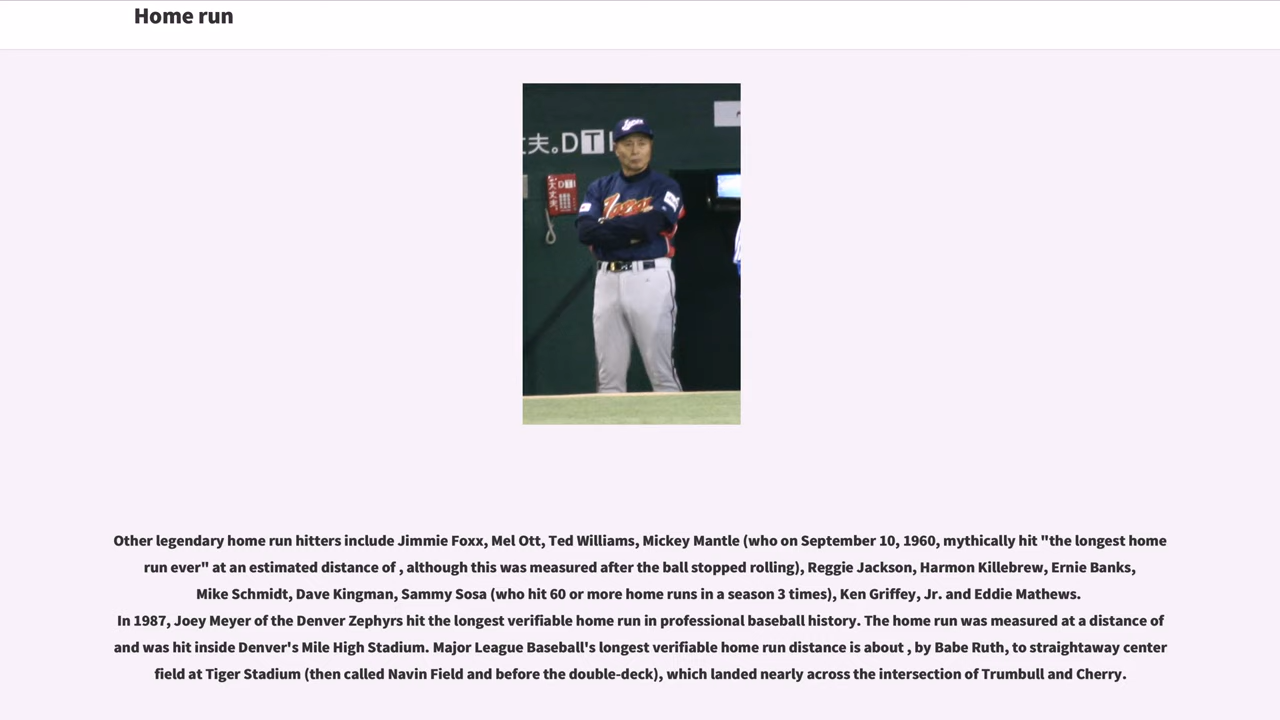 Home run
丈夫。DTI
大丈夫。DTI
Japan
Other legendary home run hitters include Jimmie Foxx, Mel Ott, Ted Williams, Mickey Mantle (who on September 10, 1960, mythically hit "the longest home
run ever" at an estimated distance of , although this was measured after the ball stopped rolling), Reggie Jackson, Harmon Killebrew, Ernie Banks,
Mike Schmidt, Dave Kingman, Sammy Sosa (who hit 60 or more home runs in a season 3 times), Ken Griffey, Jr. and Eddie Mathews.
In 1987, Joey Meyer of the Denver Zephyrs hit the longest verifiable home run in professional baseball history. The home run was measured at a distance of
and was hit inside Denver's Mile High Stadium. Major League Baseball's longest verifiable home run distance is about , by Babe Ruth, to straightaway center
field at Tiger Stadium (then called Navin Field and before the double-deck), which landed nearly across the intersection of Trumbull and Cherry.